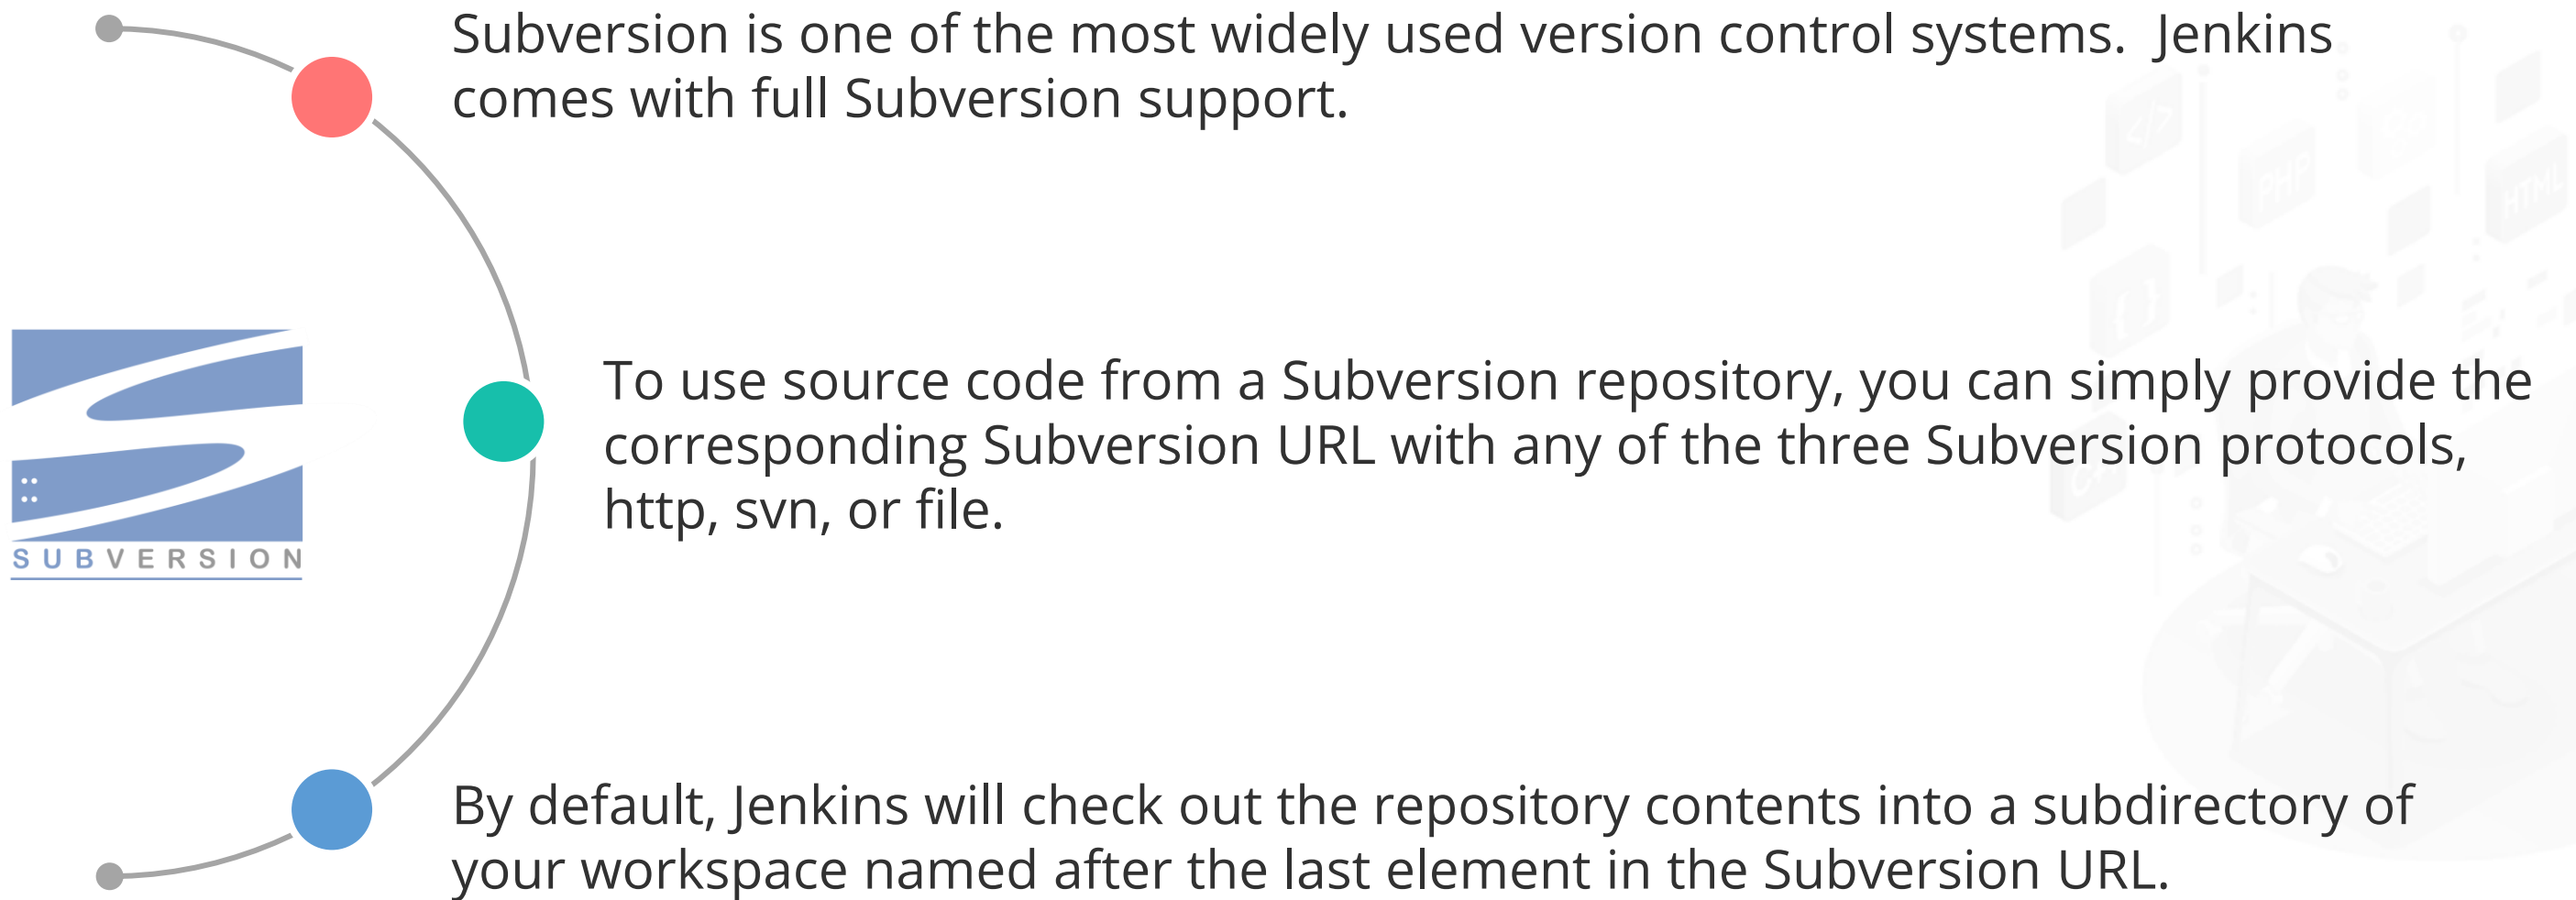 Subversion is one of the most widely used version control systems.  Jenkins
comes with full Subversion support.
To use source code from a Subversion repository, you can simply provide the
corresponding Subversion URL with any of the three Subversion protocols,
http, svn, or file.
SUBVERSION
By default, Jenkins will check out the repository contents into a subdirectory of
your workspace named after the last element in the Subversion URL.
</>
PHP
HTML
{ }